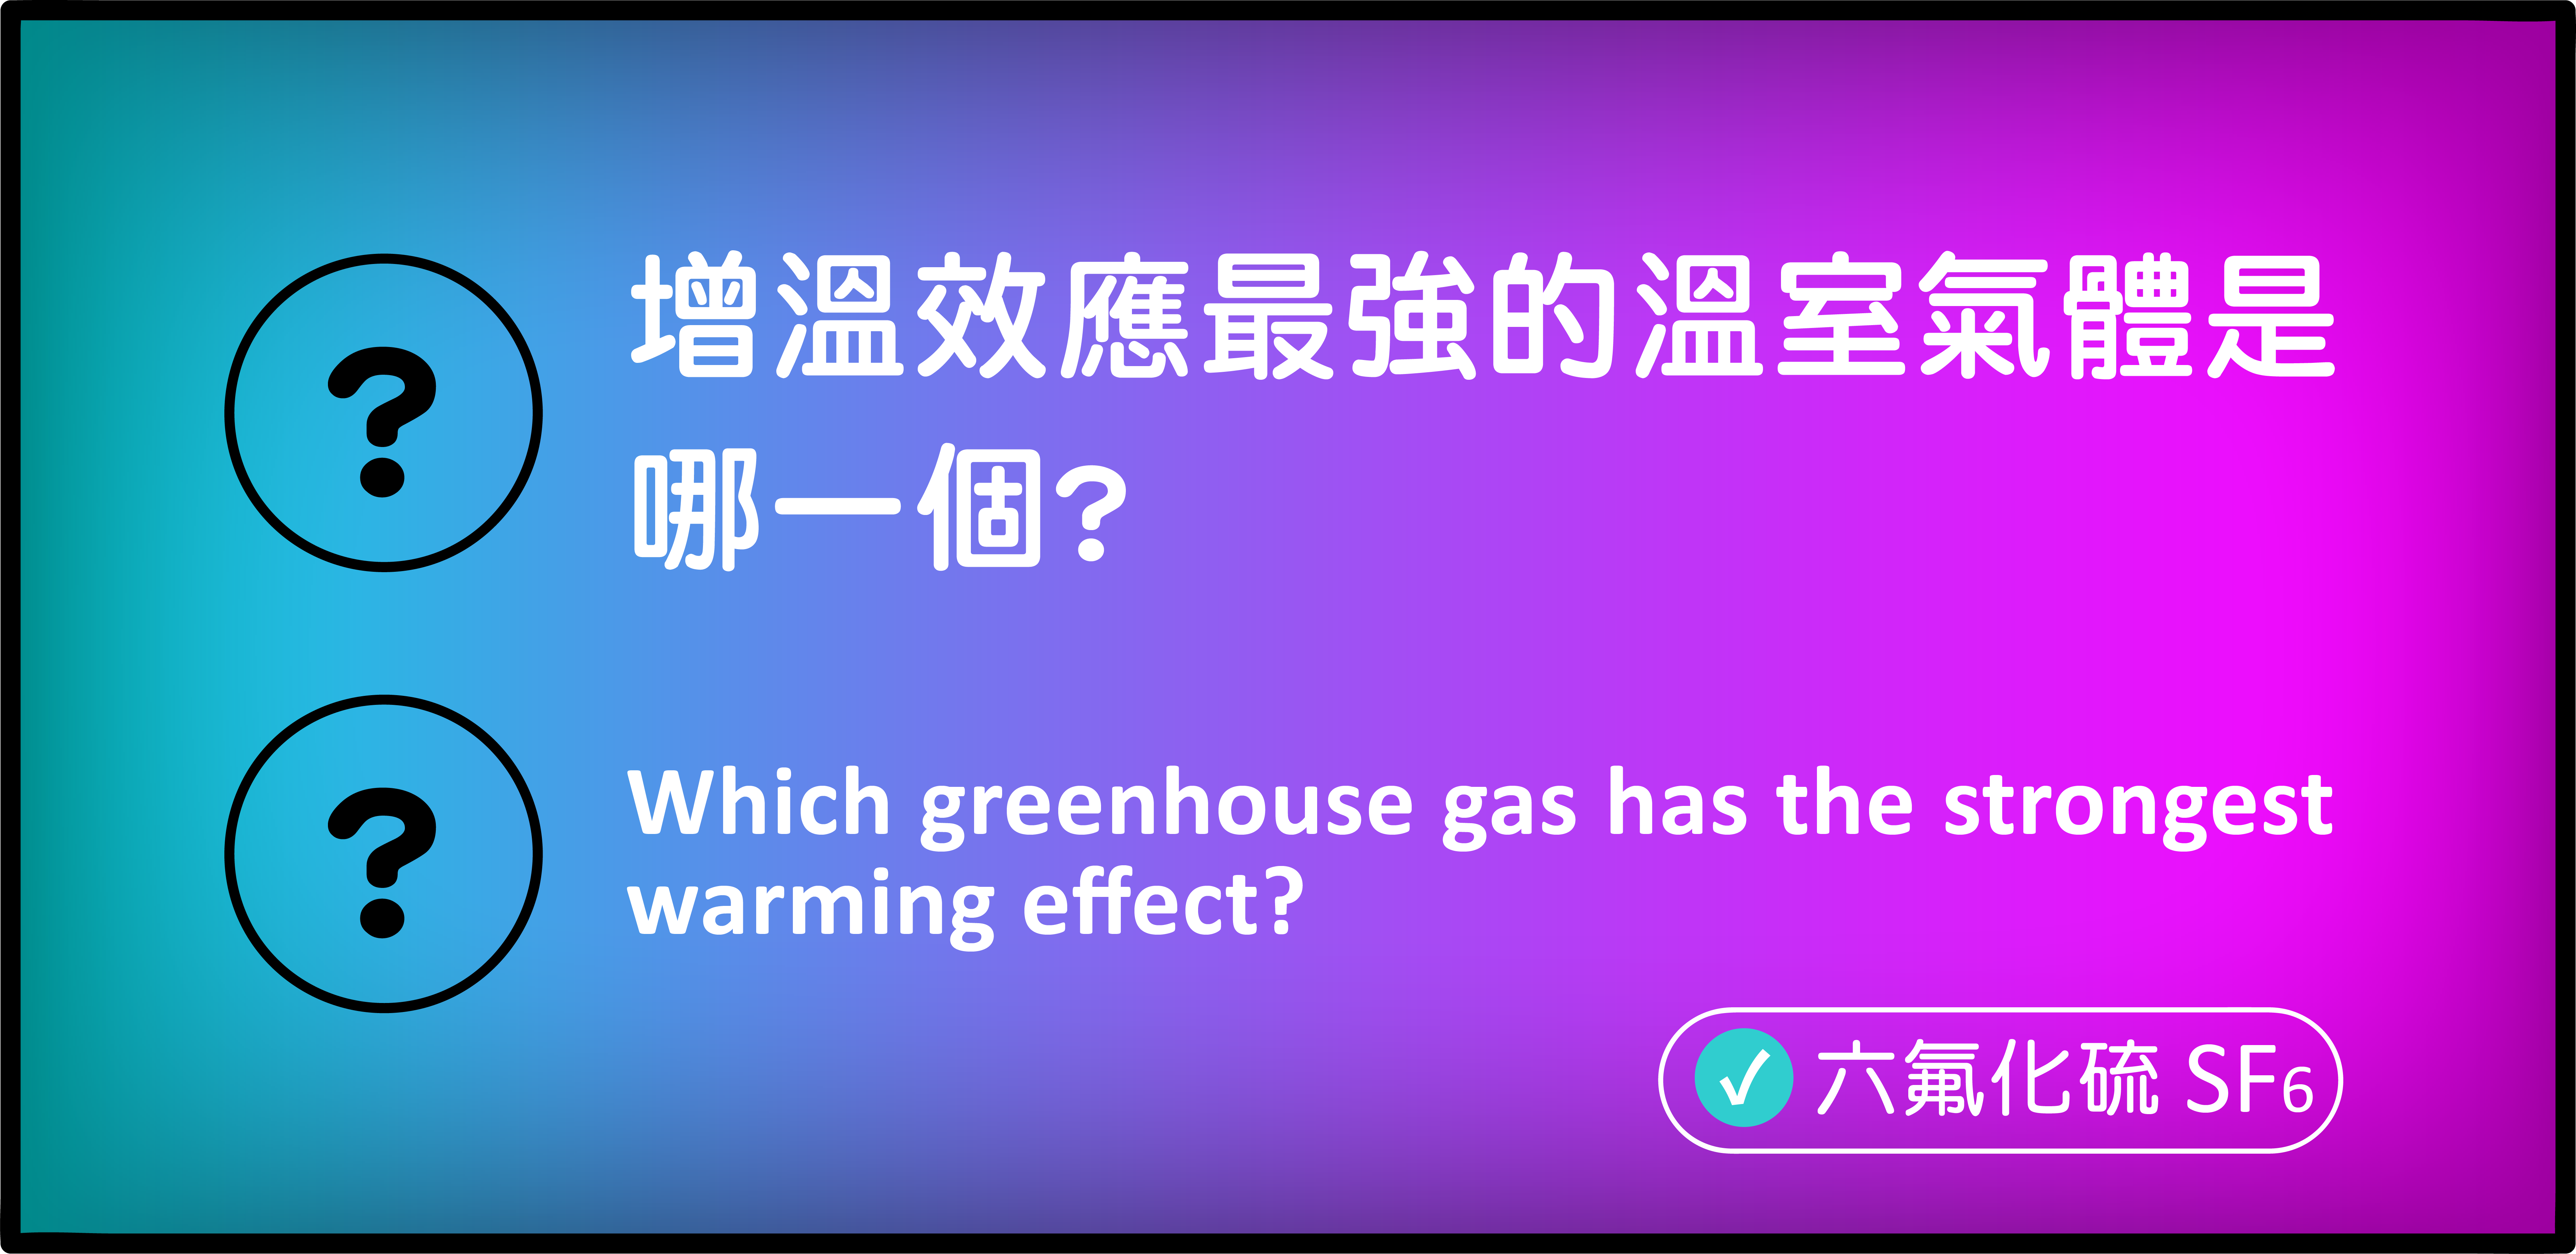 增溫效應最強的溫室氣體是
哪一個?
Which greenhouse gas has the strongest
warming effect?
六氟化硫 SF₆